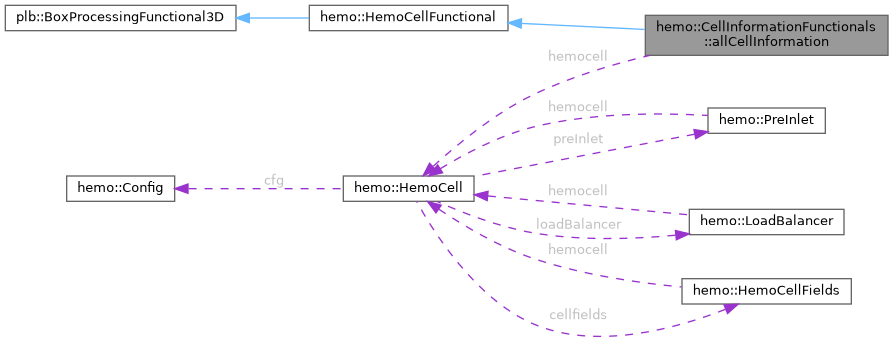 plb::BoxProcessingFunctional3D
hemo::HemoCellFunctional
hemo::CellInformationFunctionals
::allCellInformation
hemocell
hemocell
hemo::PreInlet
preInlet
cfg
hemo::Config
hemo::HemoCell
hemocell
hemo::LoadBalancer
loadBalancer
hemocell
hemo::HemoCellFields
cellfields